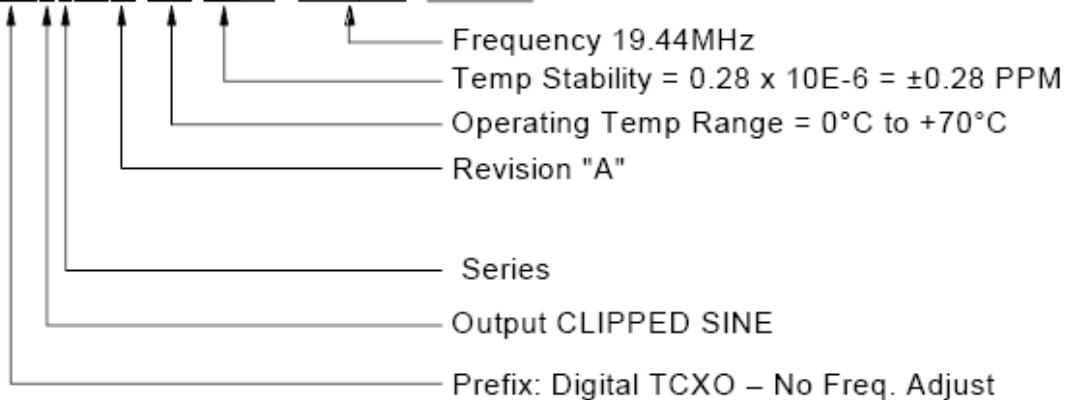 Frequency 19.44MHz
Temp Stability = 0.28 x 10E-6 = ±0.28 PPM
Operating Temp Range = 0°C to +70°C
Revision "A"
Series
Output CLIPPED SINE
Prefix: Digital TCXO – No Freq. Adjust